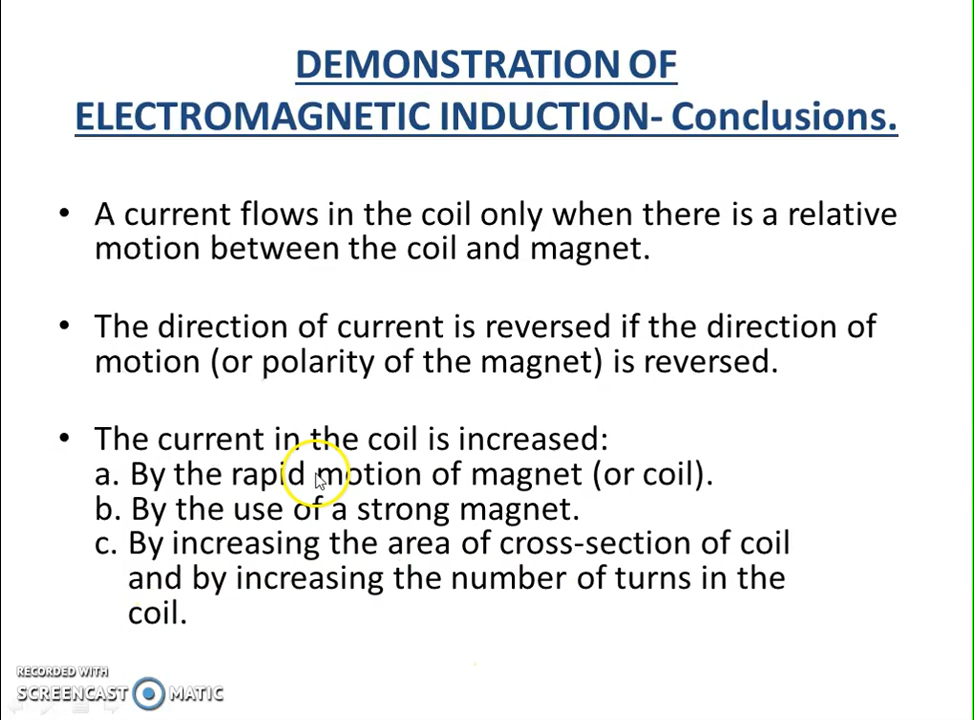 DEMONSTRATION OF
ELECTROMAGNETIC INDUCTION- Conclusions.
• A current flows in the coil only when there is a relative
motion between the coil and magnet.
• The direction of current is reversed if the direction of
motion (or polarity of the magnet) is reversed.
• The current in the coil is increased:
a. By the rapid motion of magnet (or coil).
b. By the use of a strong magnet.
c. By increasing the area of cross-section of coil
and by increasing the number of turns in the
coil.
RECORDED WITH
SCREENCAST MATIC